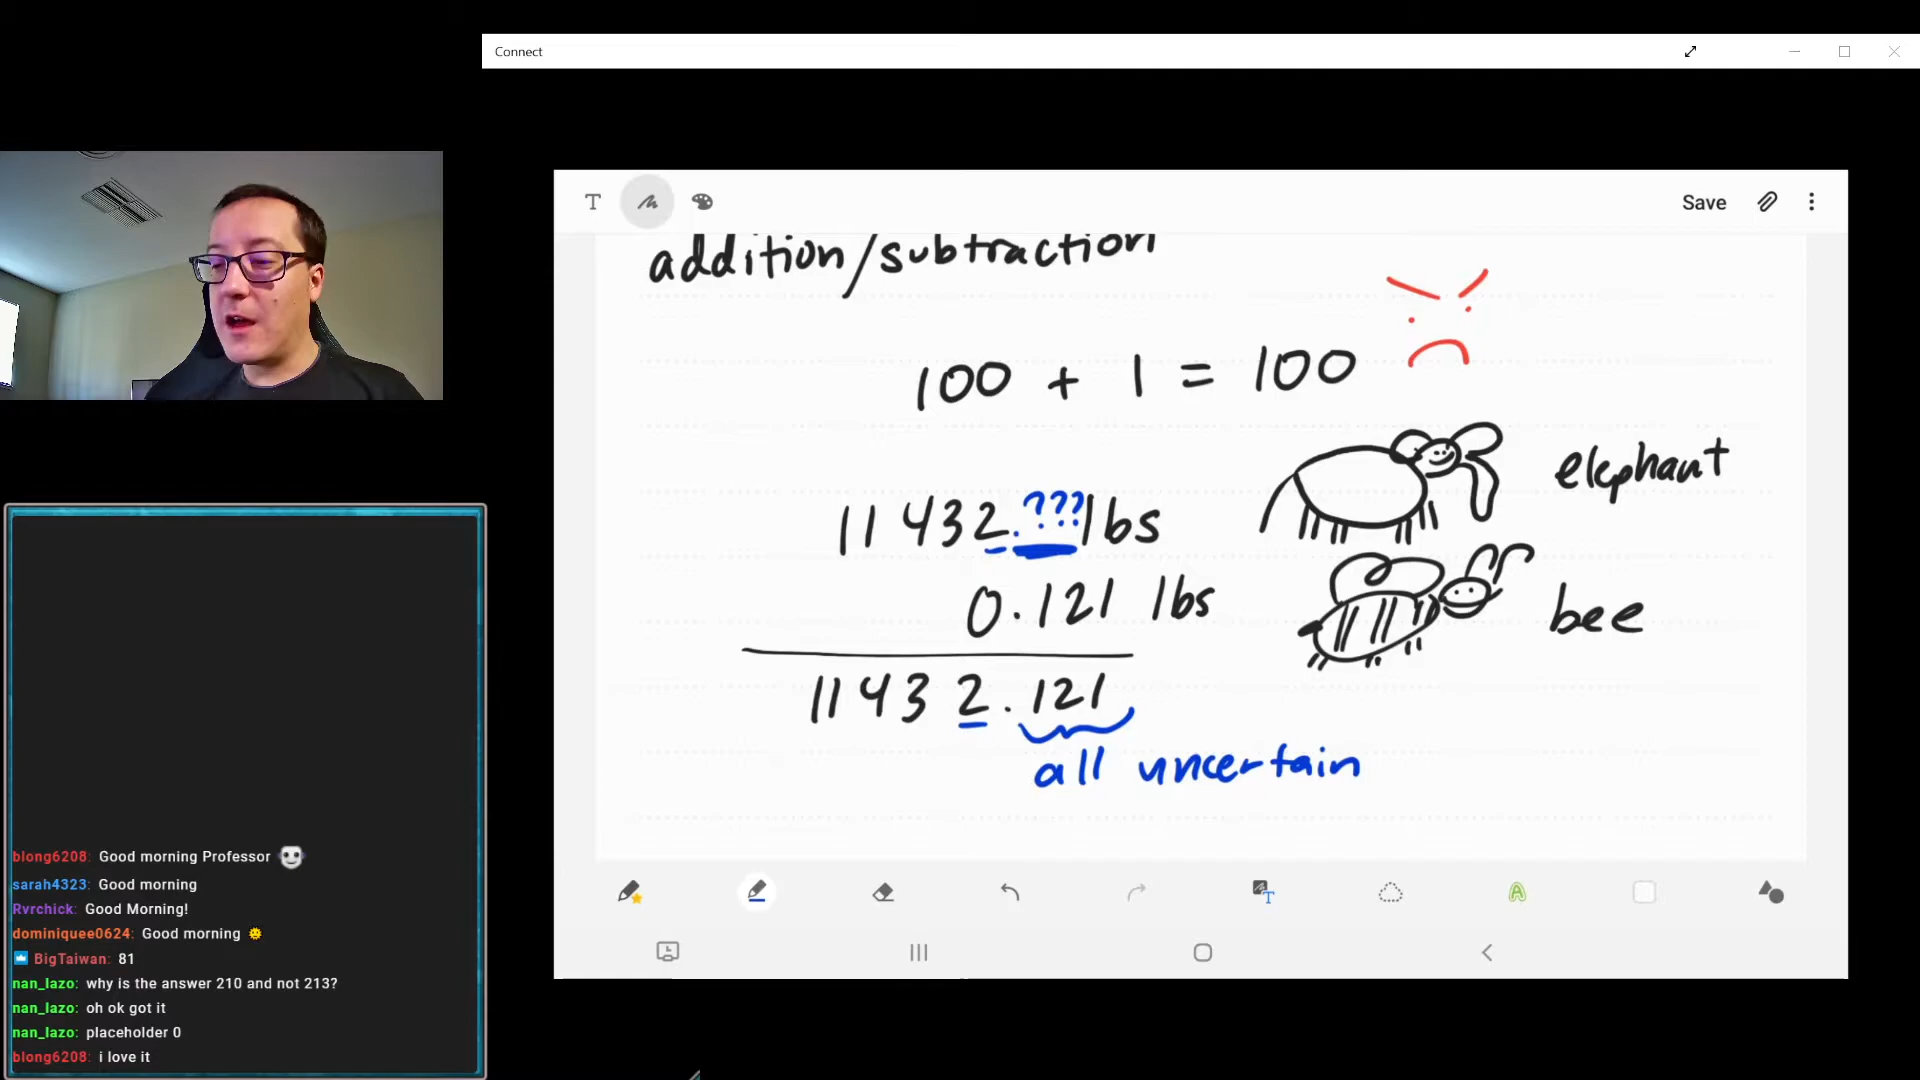 Connect
T
Save
addition/subtraction
100 + 1 = 100
11432.???lbs
elephant
0.121 lbs
bee
11432.121
all uncertain
blong6208: Good morning Professor
sarah4323: Good morning
Rvrchick: Good Morning!
dominiquee0624: Good morning
BigTaiwan: 81
nan_lazo: why is the answer 210 and not 213?
nan_lazo: oh ok got it
nan_lazo: placeholder 0
blong6208: i love it